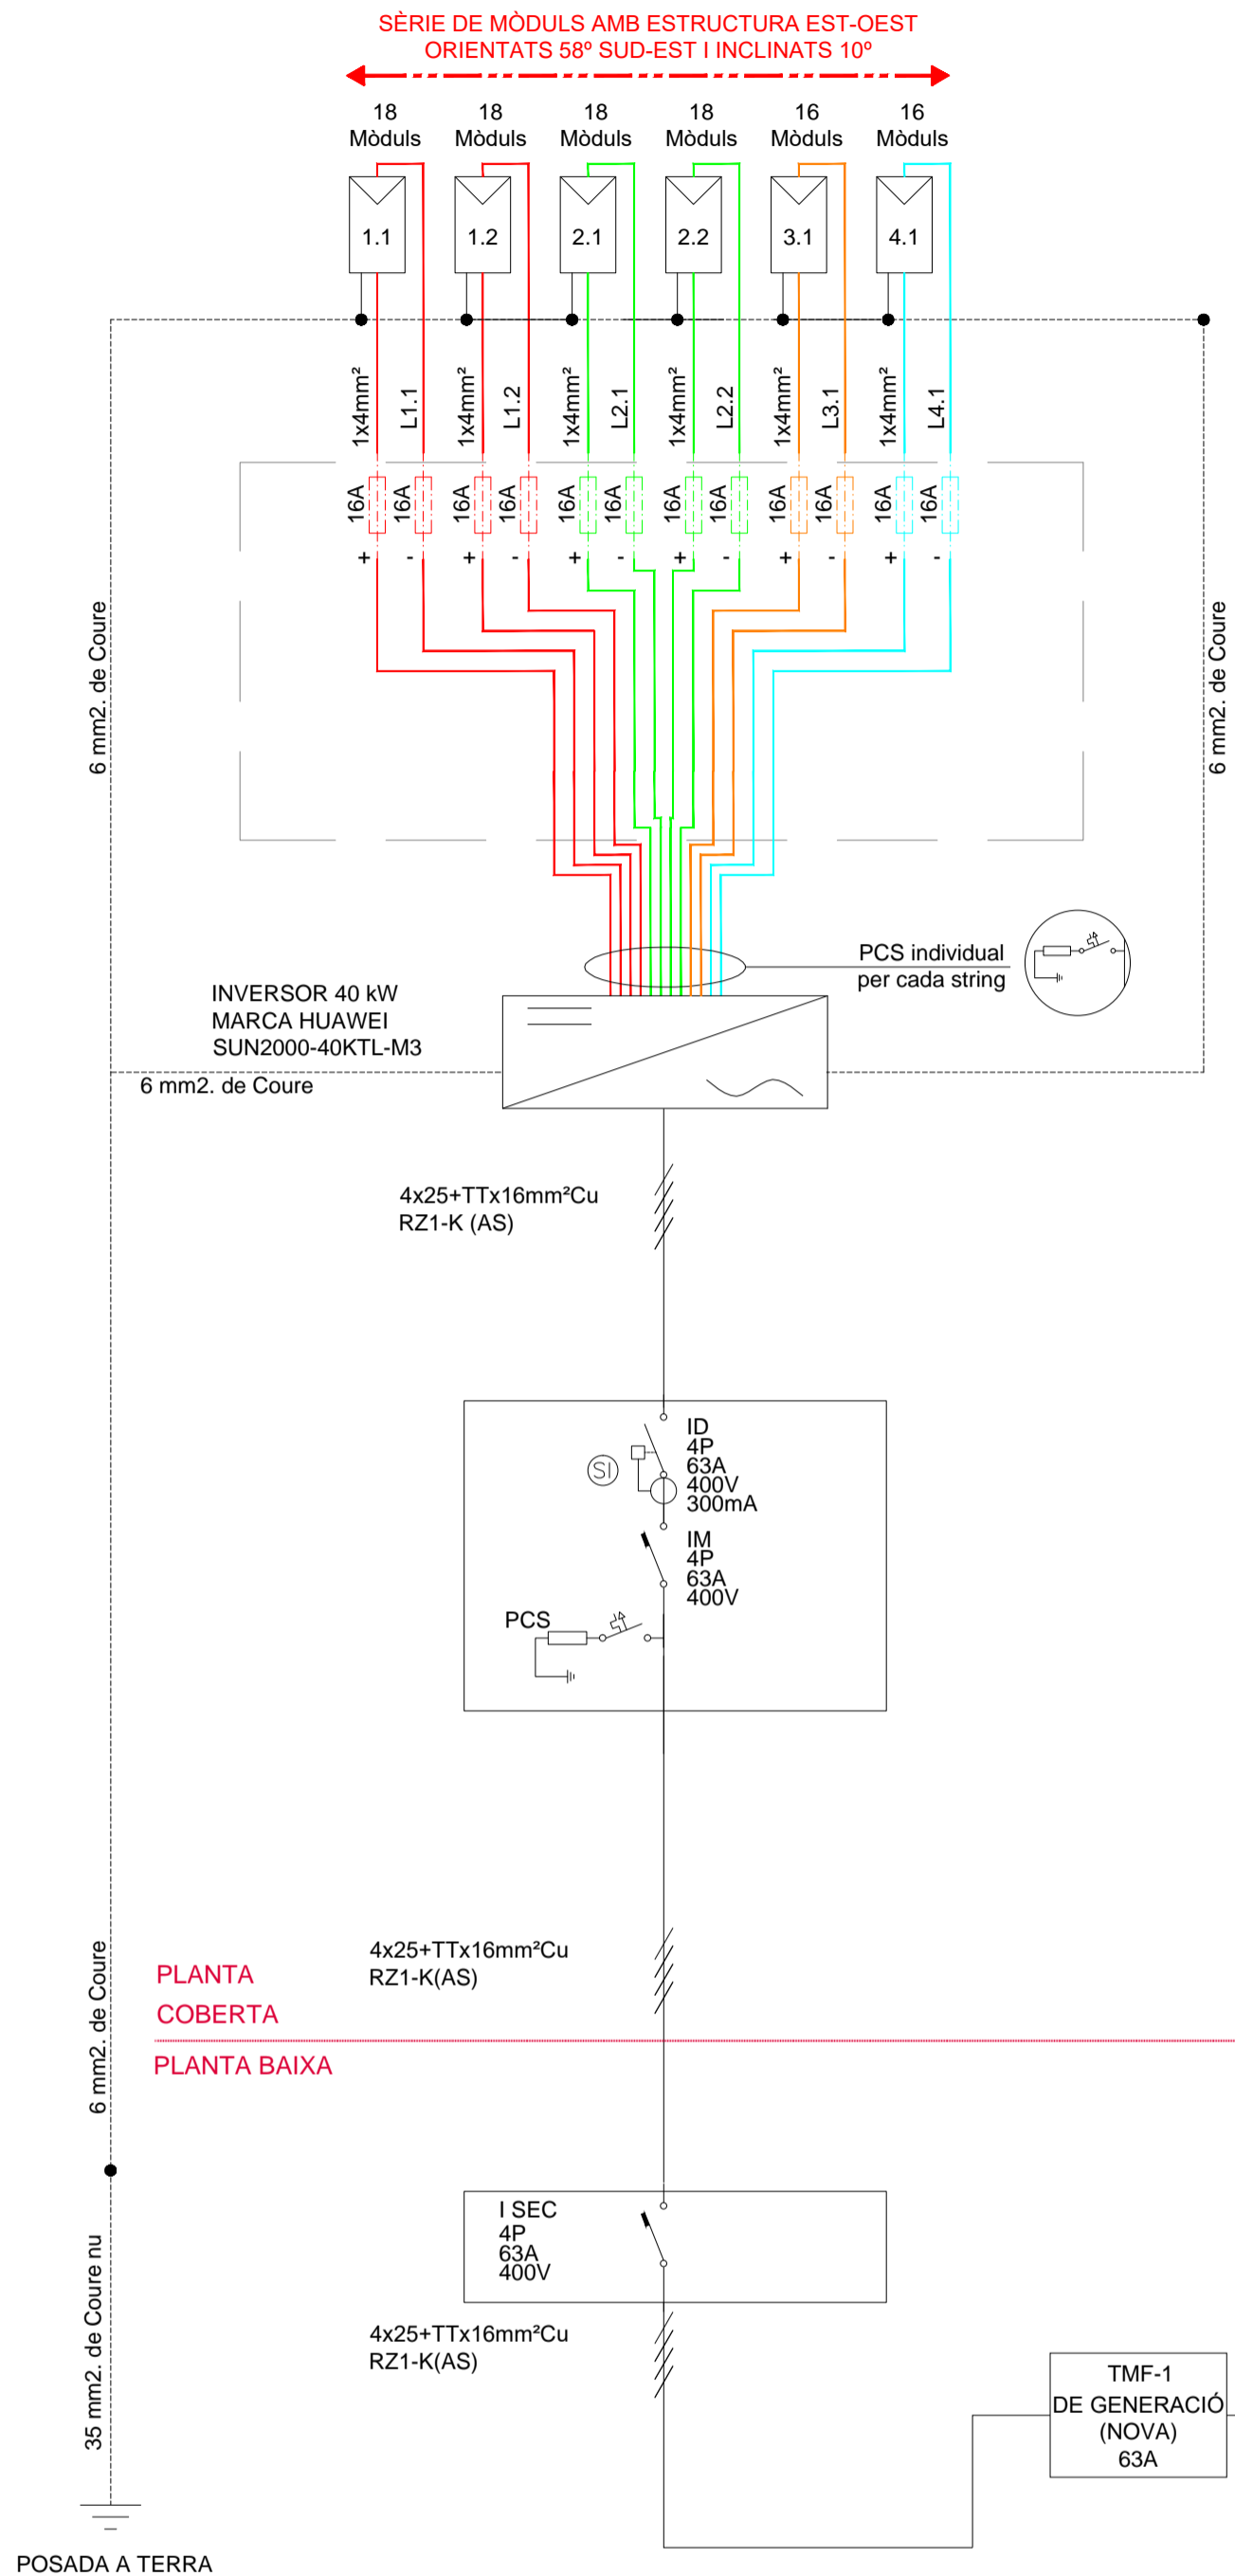 SÈRIE DE MÒDULS AMB ESTRUCTURA EST-OEST
ORIENTATS 58º SUD-EST I INCLINATS 10º
18
Mòduls
18
Mòduls
18
Mòduls
18
Mòduls
16
Mòduls
16
Mòduls
1.1
1.2
2.1
2.2
3.1
4.1
1x4mm²
L1.1
1x4mm²
L1.2
1x4mm²
L2.1
1x4mm²
L2.2
1x4mm²
L3.1
1x4mm²
L4.1
16A
16A
16A
16A
16A
16A
16A
16A
16A
16A
16A
16A
+ - + - + - + - + - + -
6 mm2. de Coure
6 mm2. de Coure
PCS individual
per cada string
INVERSOR 40 kW
MARCA HUAWEI
SUN2000-40KTL-M3
6 mm2. de Coure
4x25+TTx16mm²Cu
RZ1-K (AS)
SI
ID
4P
63A
400V
300mA
IM
4P
63A
400V
PCS
4x25+TTx16mm²Cu
RZ1-K(AS)
6 mm2. de Coure
PLANTA
COBERTA
PLANTA BAIXA
I SEC
4P
63A
400V
35 mm2. de Coure nu
4x25+TTx16mm²Cu
RZ1-K(AS)
TMF-1
DE GENERACIÓ
(NOVA)
63A
POSADA A TERRA